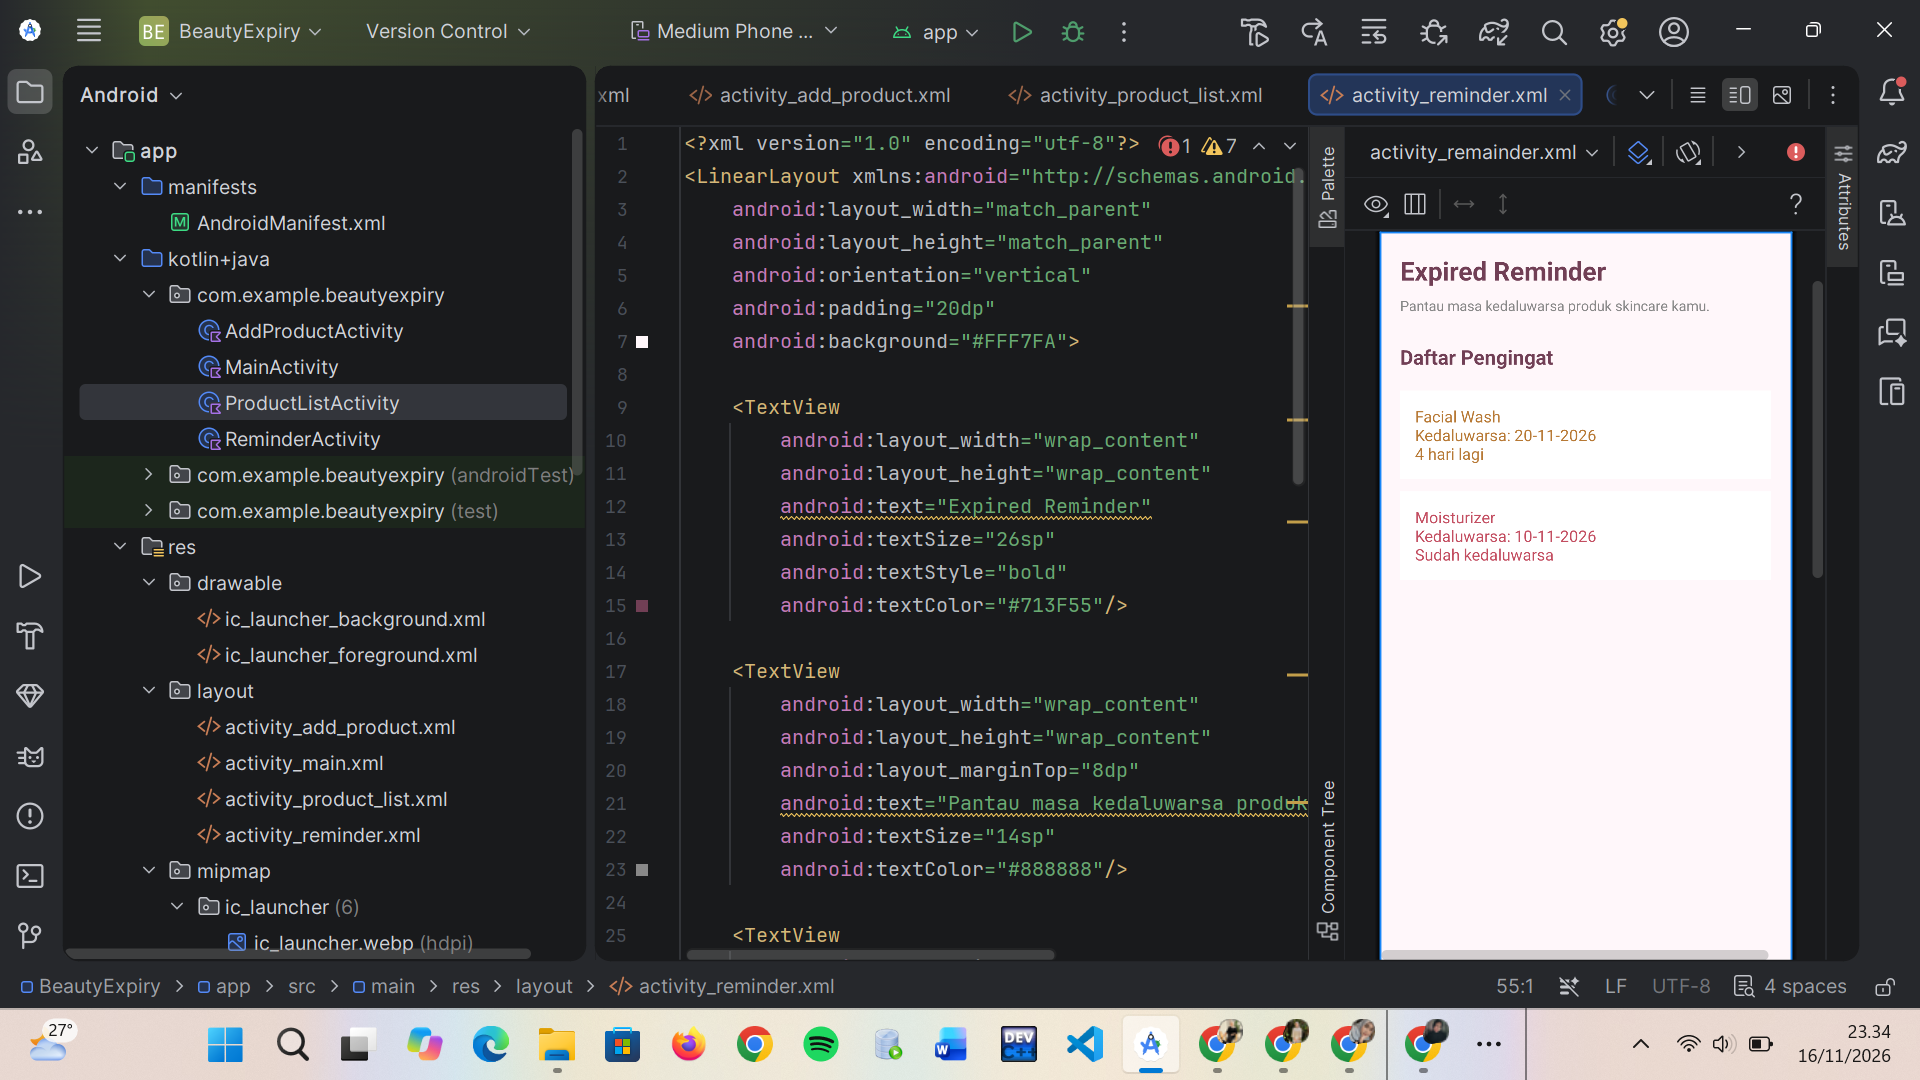 BE BeautyExpiry
Version Control
Medium Phone ...
app
Android
app
manifests
AndroidManifest.xml
kotlin+java
com.example.beautyexpiry
AddProductActivity
MainActivity
ProductListActivity
ReminderActivity
com.example.beautyexpiry (androidTest)
com.example.beautyexpiry (test)
res
drawable
ic_launcher_background.xml
ic_launcher_foreground.xml
layout
activity_add_product.xml
activity_main.xml
activity_product_list.xml
activity_reminder.xml
mipmap
ic_launcher (6)
ic_launcher.webp (hdpi)
xml
activity_add_product.xml
activity_product_list.xml
activity_reminder.xml
1 7
1 <?xml version="1.0" encoding="utf-8"?>
2 <LinearLayout xmlns:android="http://schemas.android.
3 android:layout_width="match_parent"
4 android:layout_height="match_parent"
5 android:orientation="vertical"
6 android:padding="20dp"
7 android:background="#FFF7FA">
8
9 <TextView
10 android:layout_width="wrap_content"
11 android:layout_height="wrap_content"
12 android:text="Expired Reminder"
13 android:textSize="26sp"
14 android:textStyle="bold"
15 android:textColor="#713F55"/>
16
17 <TextView
18 android:layout_width="wrap_content"
19 android:layout_height="wrap_content"
20 android:layout_marginTop="8dp"
21 android:text="Pantau masa kedaluwarsa produk
22 android:textSize="14sp"
23 android:textColor="#888888"/>
24
25 <TextView
Palette
Component Tree
activity_remainder.xml
Attributes
Expired Reminder
Pantau masa kedaluwarsa produk skincare kamu.
Daftar Pengingat
Facial Wash
Kedaluwarsa: 20-11-2026
4 hari lagi
Moisturizer
Kedaluwarsa: 10-11-2026
Sudah kedaluwarsa
BeautyExpiry > app > src > main > res > layout > activity_reminder.xml
55:1
LF
UTF-8
4 spaces
27°
DEV C++
23.34
16/11/2026